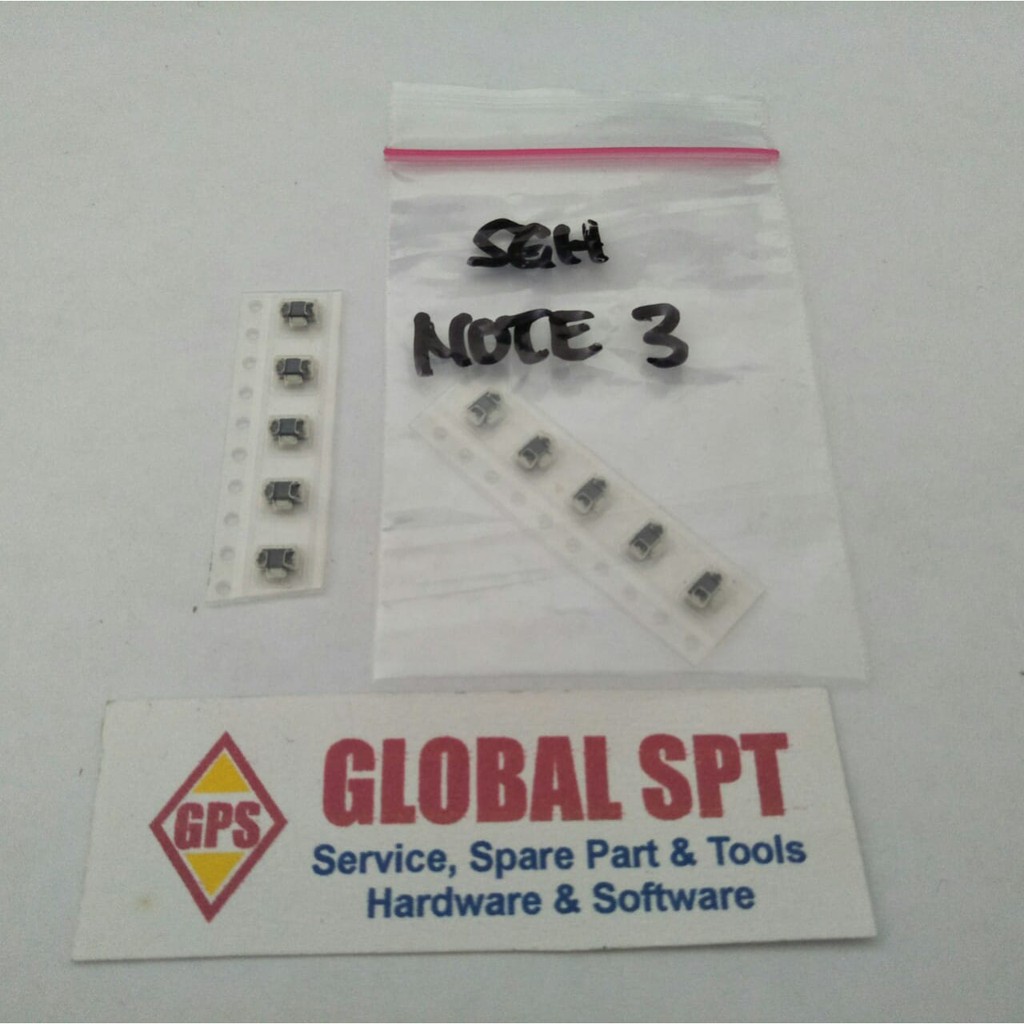 SGH
NOTE 3
GPS
GLOBAL SPT
Service, Spare Part & Tools
Hardware & Software